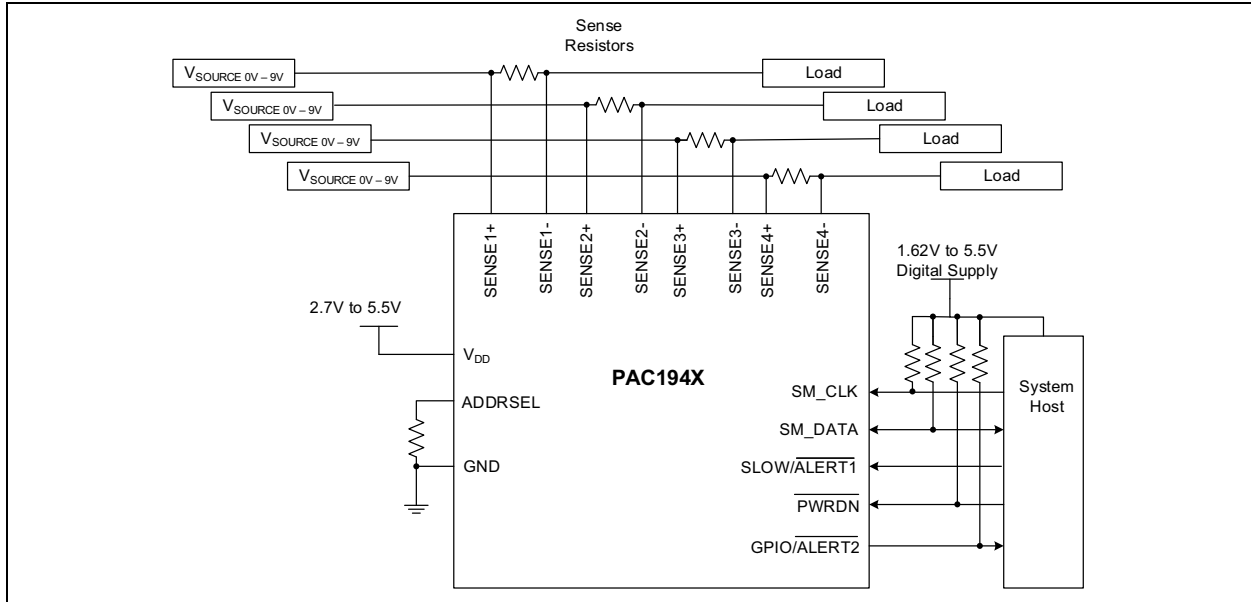 Sense
Resistors
VSOURCE 0V – 9V
Load
VSOURCE 0V – 9V
Load
VSOURCE 0V – 9V
Load
VSOURCE 0V – 9V
Load
SENSE1+
SENSE1-
SENSE2+
SENSE2-
SENSE3+
SENSE3-
SENSE4+
SENSE4-
1.62V to 5.5V
Digital Supply
2.7V to 5.5V
VDD
PAC194X
ADDRSEL
GND
SM_CLK
SM_DATA
SLOW/ALERT1
PWRDN
GPIO/ALERT2
System
Host